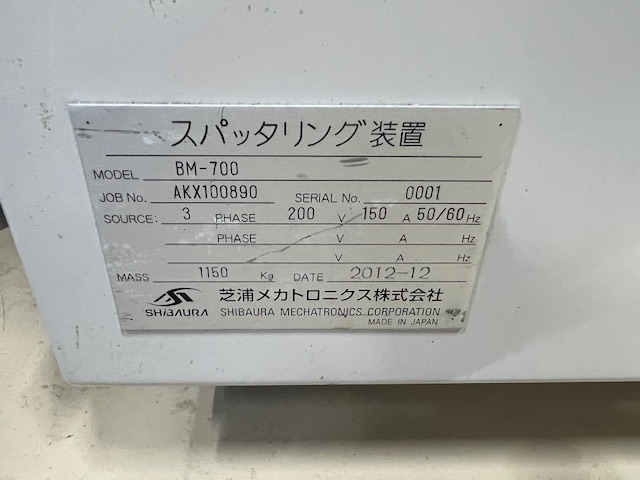 スパッタリング装置
MODEL BM-700
JOB No. AKX100890 SERIAL No. 0001
SOURCE: 3 PHASE 200 V 150 A 50/60 Hz
PHASE V A Hz
PHASE V A Hz
MASS 1150 Kg DATE 2012-12
芝浦メカトロニクス株式会社
SHIBAURA SHIBAURA MECHATRONICS CORPORATION
MADE IN JAPAN